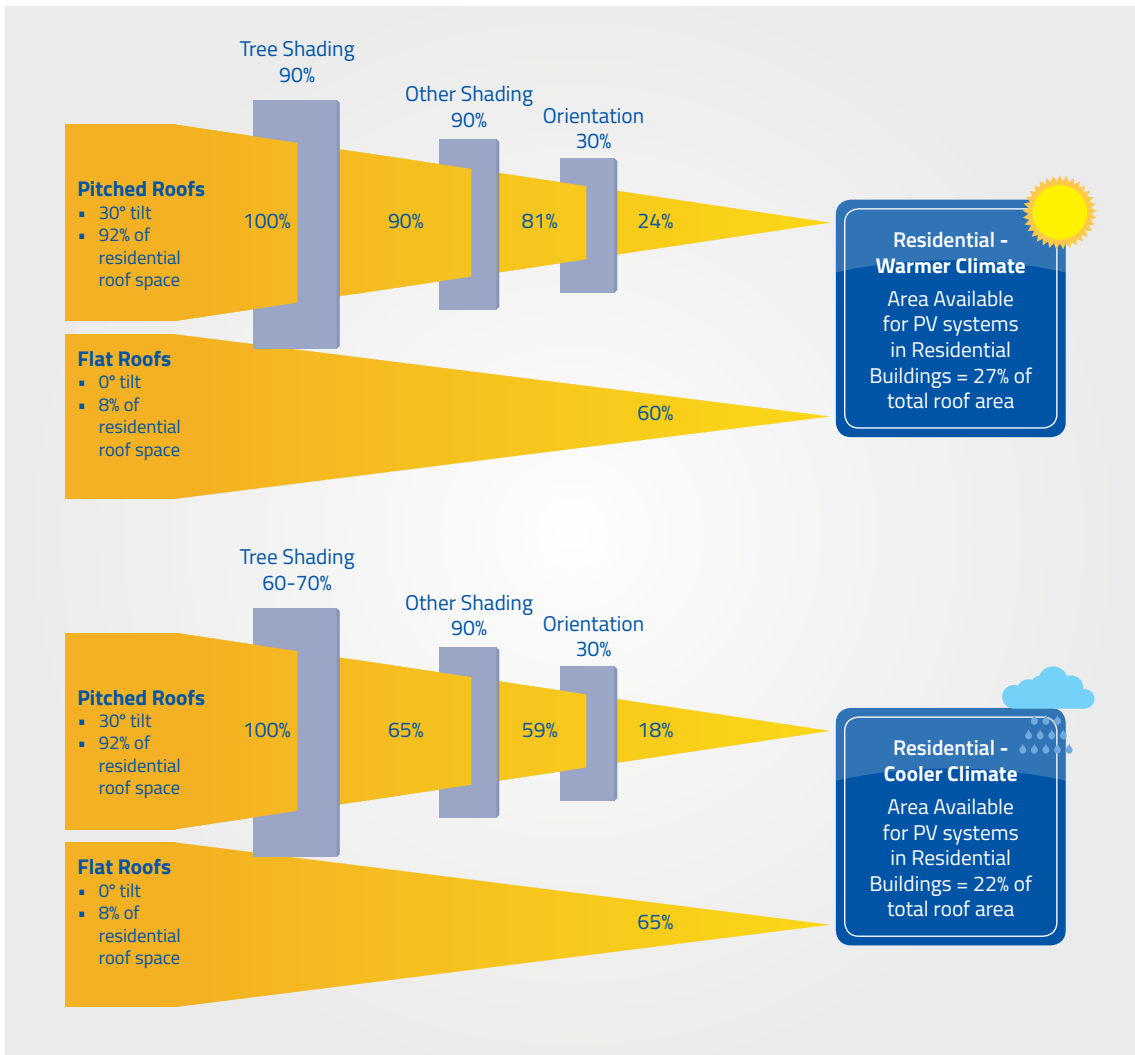 Tree Shading
90%
Other Shading
90%
Orientation
30%
Pitched Roofs
▪ 30° tilt
▪ 92% of
residential
roof space
100%
90%
81%
24%
Residential -
Warmer Climate
Area Available
for PV systems
in Residential
Buildings = 27% of
total roof area
Flat Roofs
▪ 0° tilt
▪ 8% of
residential
roof space
60%
Tree Shading
60-70%
Other Shading
90%
Orientation
30%
Pitched Roofs
▪ 30° tilt
▪ 92% of
residential
roof space
100%
65%
59%
18%
Residential -
Cooler Climate
Area Available
for PV systems
in Residential
Buildings = 22% of
total roof area
Flat Roofs
▪ 0° tilt
▪ 8% of
residential
roof space
65%